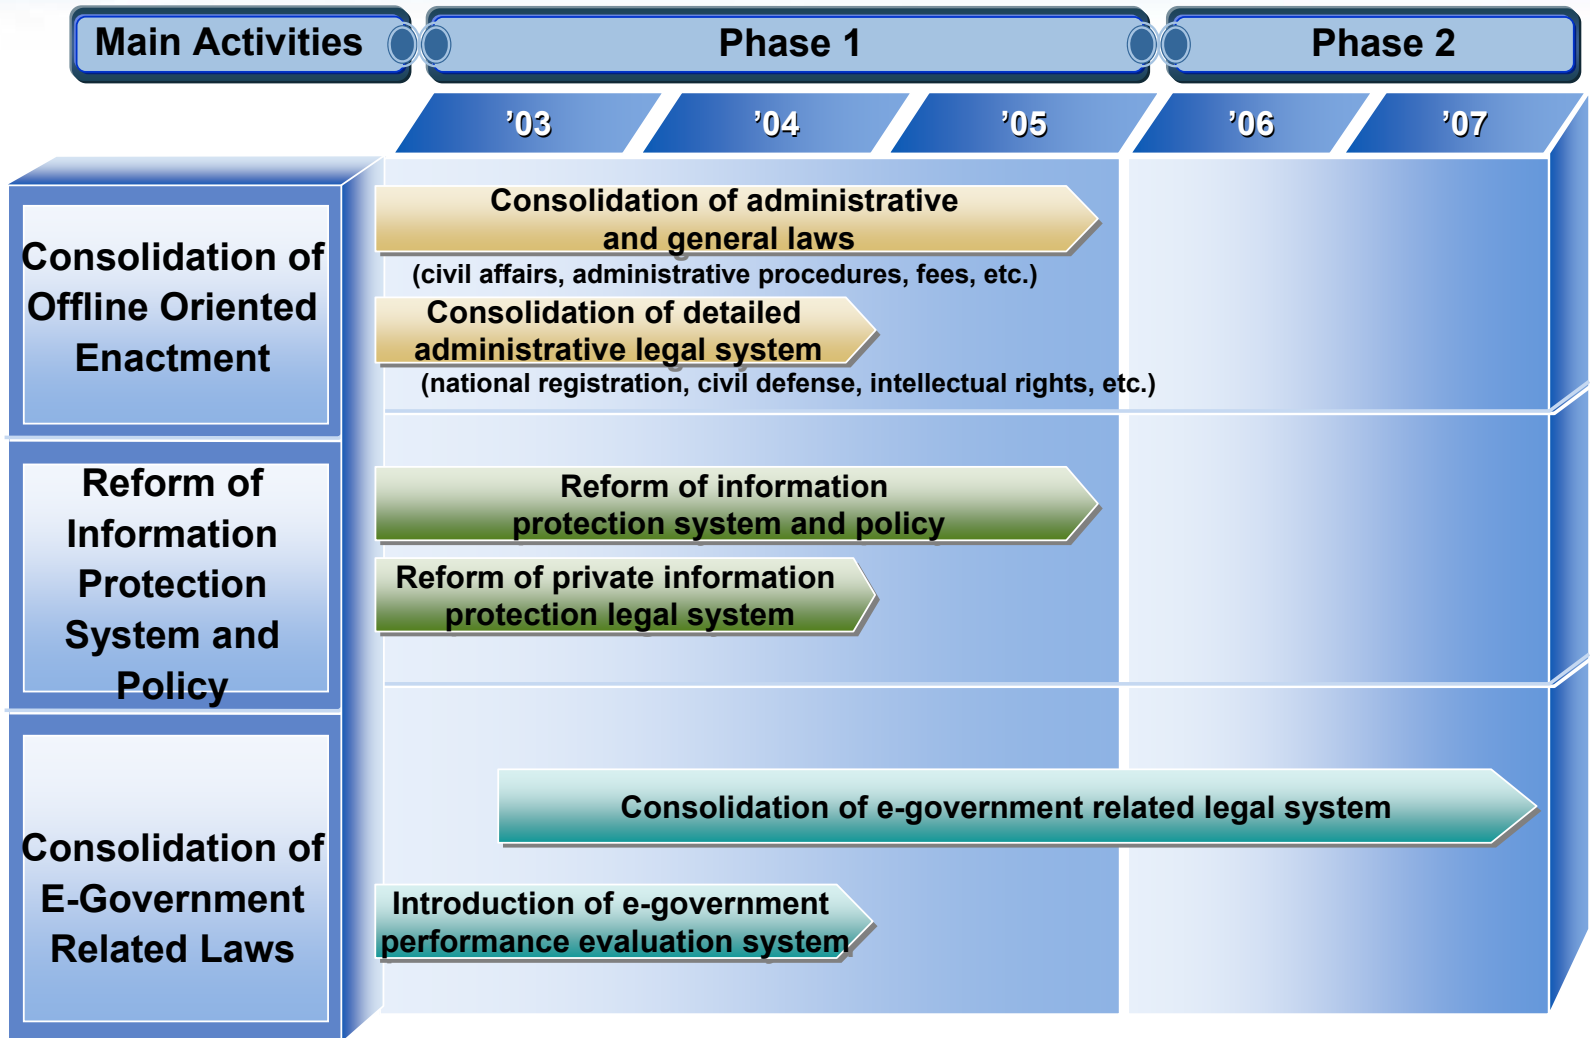 Main Activities
Phase 1
Phase 2
’03
’04
’05
’06
’07
Consolidation of
Offline Oriented
Enactment
Consolidation of administrative
and general laws
(civil affairs, administrative procedures, fees, etc.)
Consolidation of detailed
administrative legal system
(national registration, civil defense, intellectual rights, etc.)
Reform of
Information
Protection
System and
Policy
Reform of information
protection system and policy
Reform of private information
protection legal system
Consolidation of
E-Government
Related Laws
Consolidation of e-government related legal system
Introduction of e-government
performance evaluation system